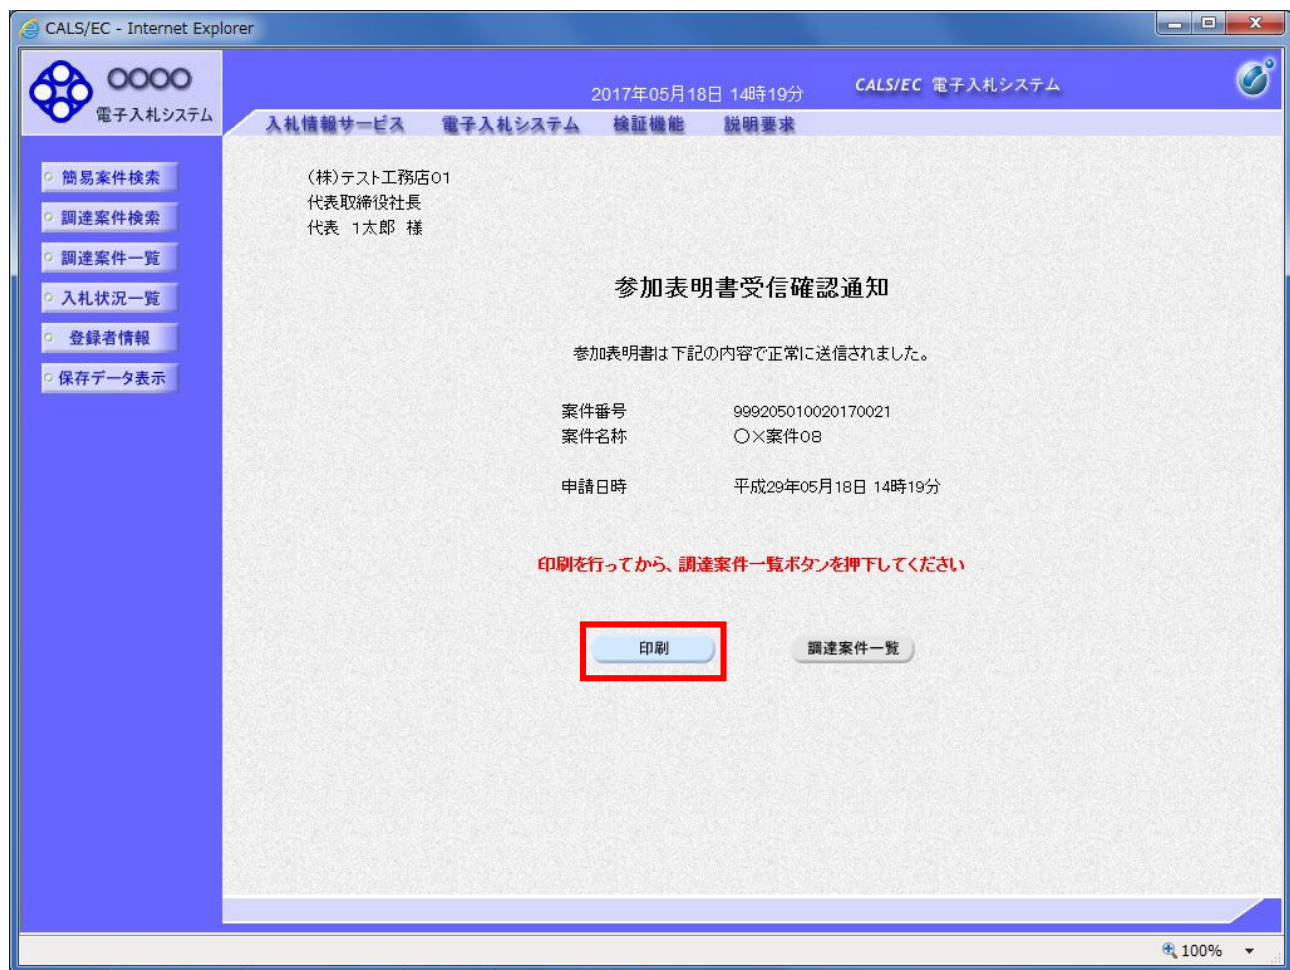 CALS/EC - Internet Explorer
〇〇〇〇
電子入札システム
2017年05月18日 14時19分
CALS/EC 電子入札システム
入札情報サービス 電子入札システム 検証機能 説明要求
簡易案件検索
調達案件検索
調達案件一覧
入札状況一覧
登録者情報
保存データ表示
(株)テスト工務店01
代表取締役社長
代表 1太郎 様
参加表明書受信確認通知
参加表明書は下記の内容で正常に送信されました。
案件番号 999205010020170021
案件名称 〇×案件08
申請日時 平成29年05月18日 14時19分
印刷を行ってから、調達案件一覧ボタンを押下してください
印刷 調達案件一覧
100%